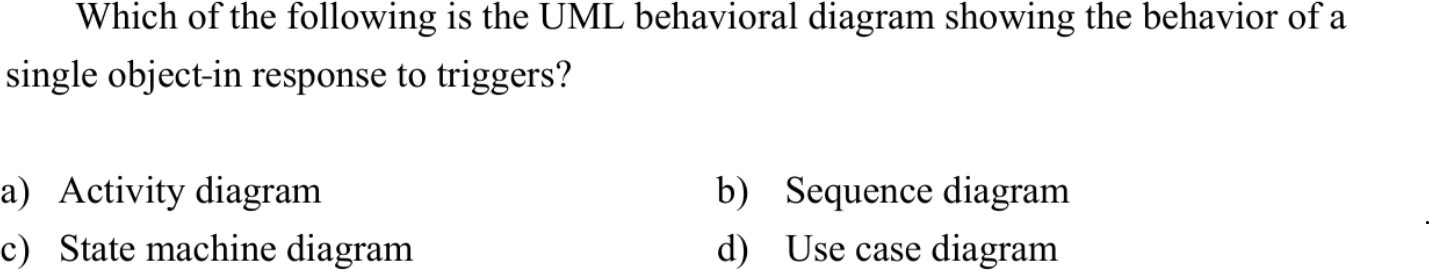 Which of the following is the UML behavioral diagram showing the behavior of a
single object-in response to triggers?
a) Activity diagram b) Sequence diagram
c) State machine diagram d) Use case diagram